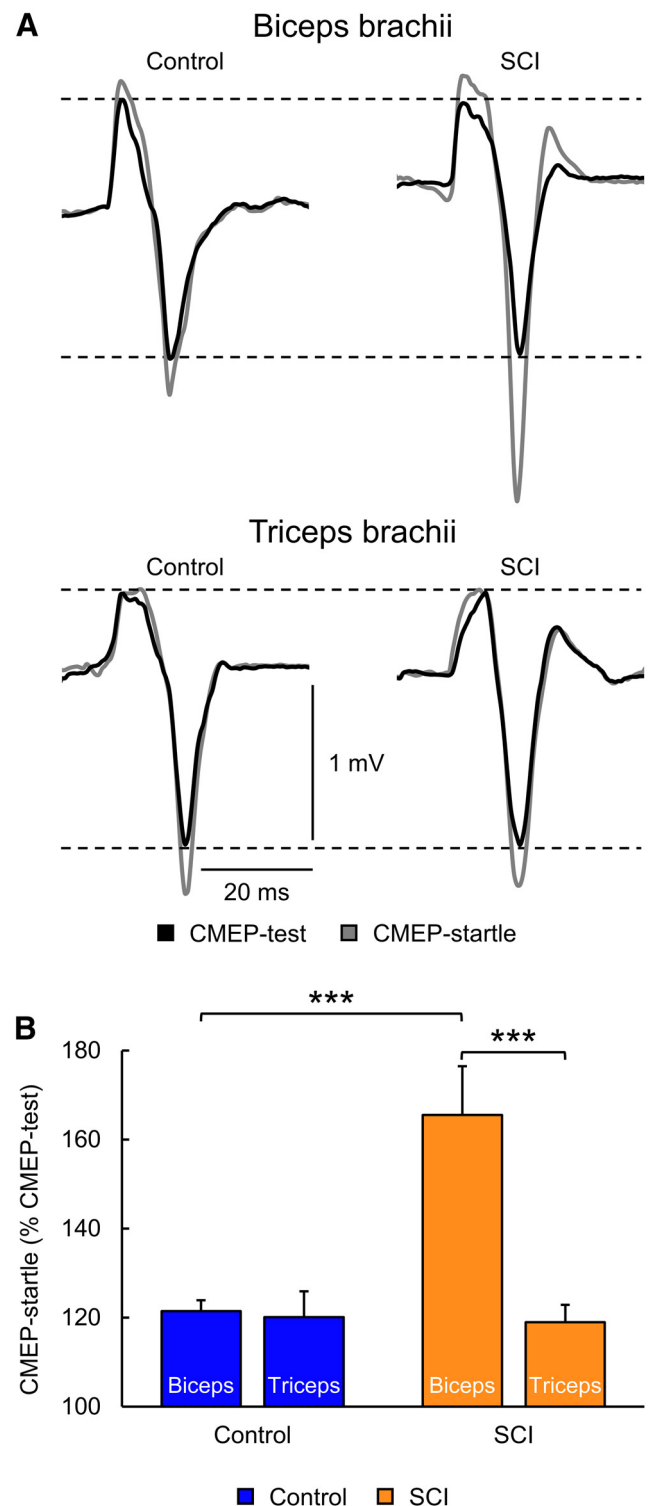 A
Biceps brachii
Control SCI
Triceps brachii
Control SCI
1 mV
20 ms
CMEP-test CMEP-startle
B
*** 
***
CMEP-startle (% CMEP-test)
180
160
140
120
100
Biceps Triceps Biceps Triceps
Control SCI
Control SCI